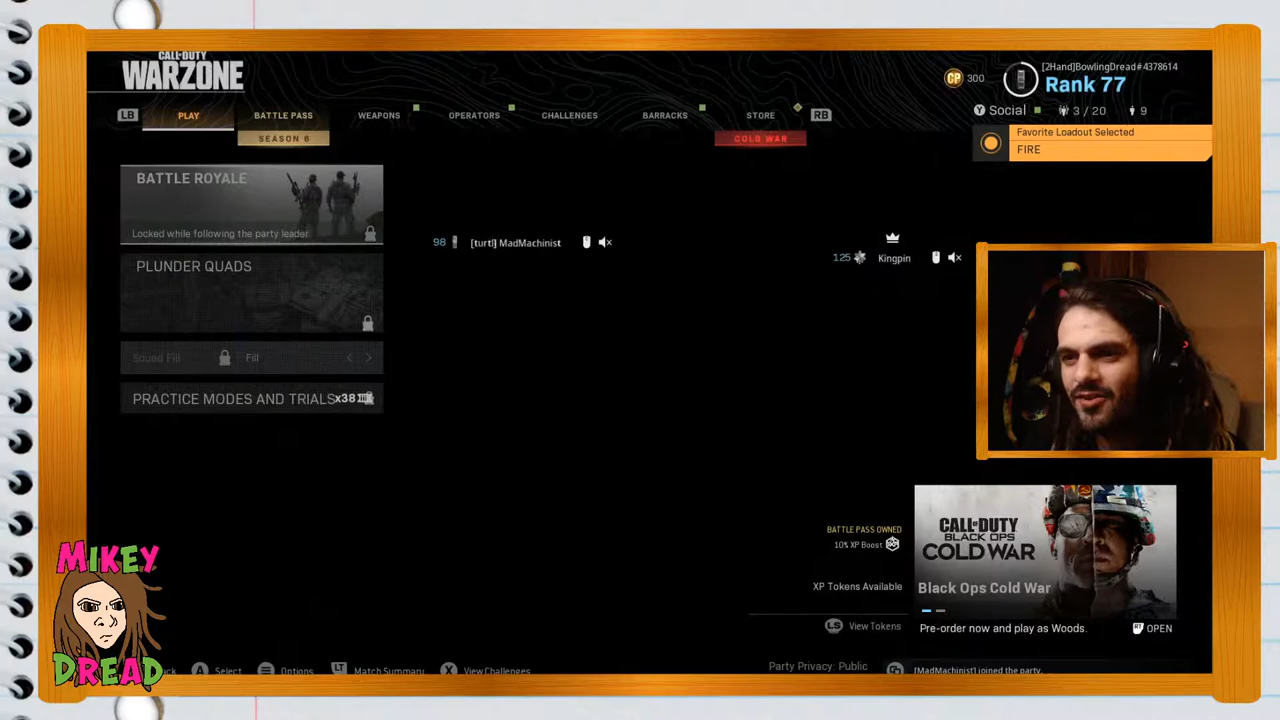 CALL·DUTY
WARZONE
CP 300
[2Hand]BowlingDread#4378614
Rank 77
LB PLAY BATTLE PASS WEAPONS OPERATORS CHALLENGES BARRACKS STORE RB
SEASON 6
COLD WAR
Y Social 3 / 20 9
Favorite Loadout Selected
FIRE
BATTLE ROYALE
Locked while following the party leader.
PLUNDER QUADS
Squad Fill Fill
PRACTICE MODES AND TRIALS x381
98 [turtl] MadMachinist
125 Kingpin
BATTLE PASS OWNED
10% XP Boost
XP Tokens Available
LS View Tokens
CALL·DUTY
BLACK OPS
COLD WAR
Black Ops Cold War
Pre-order now and play as Woods.
RT OPEN
MIKEY
DREAD
A Select Options LT Match Summary X View Challenges
Party Privacy: Public
[MadMachinist] joined the party.